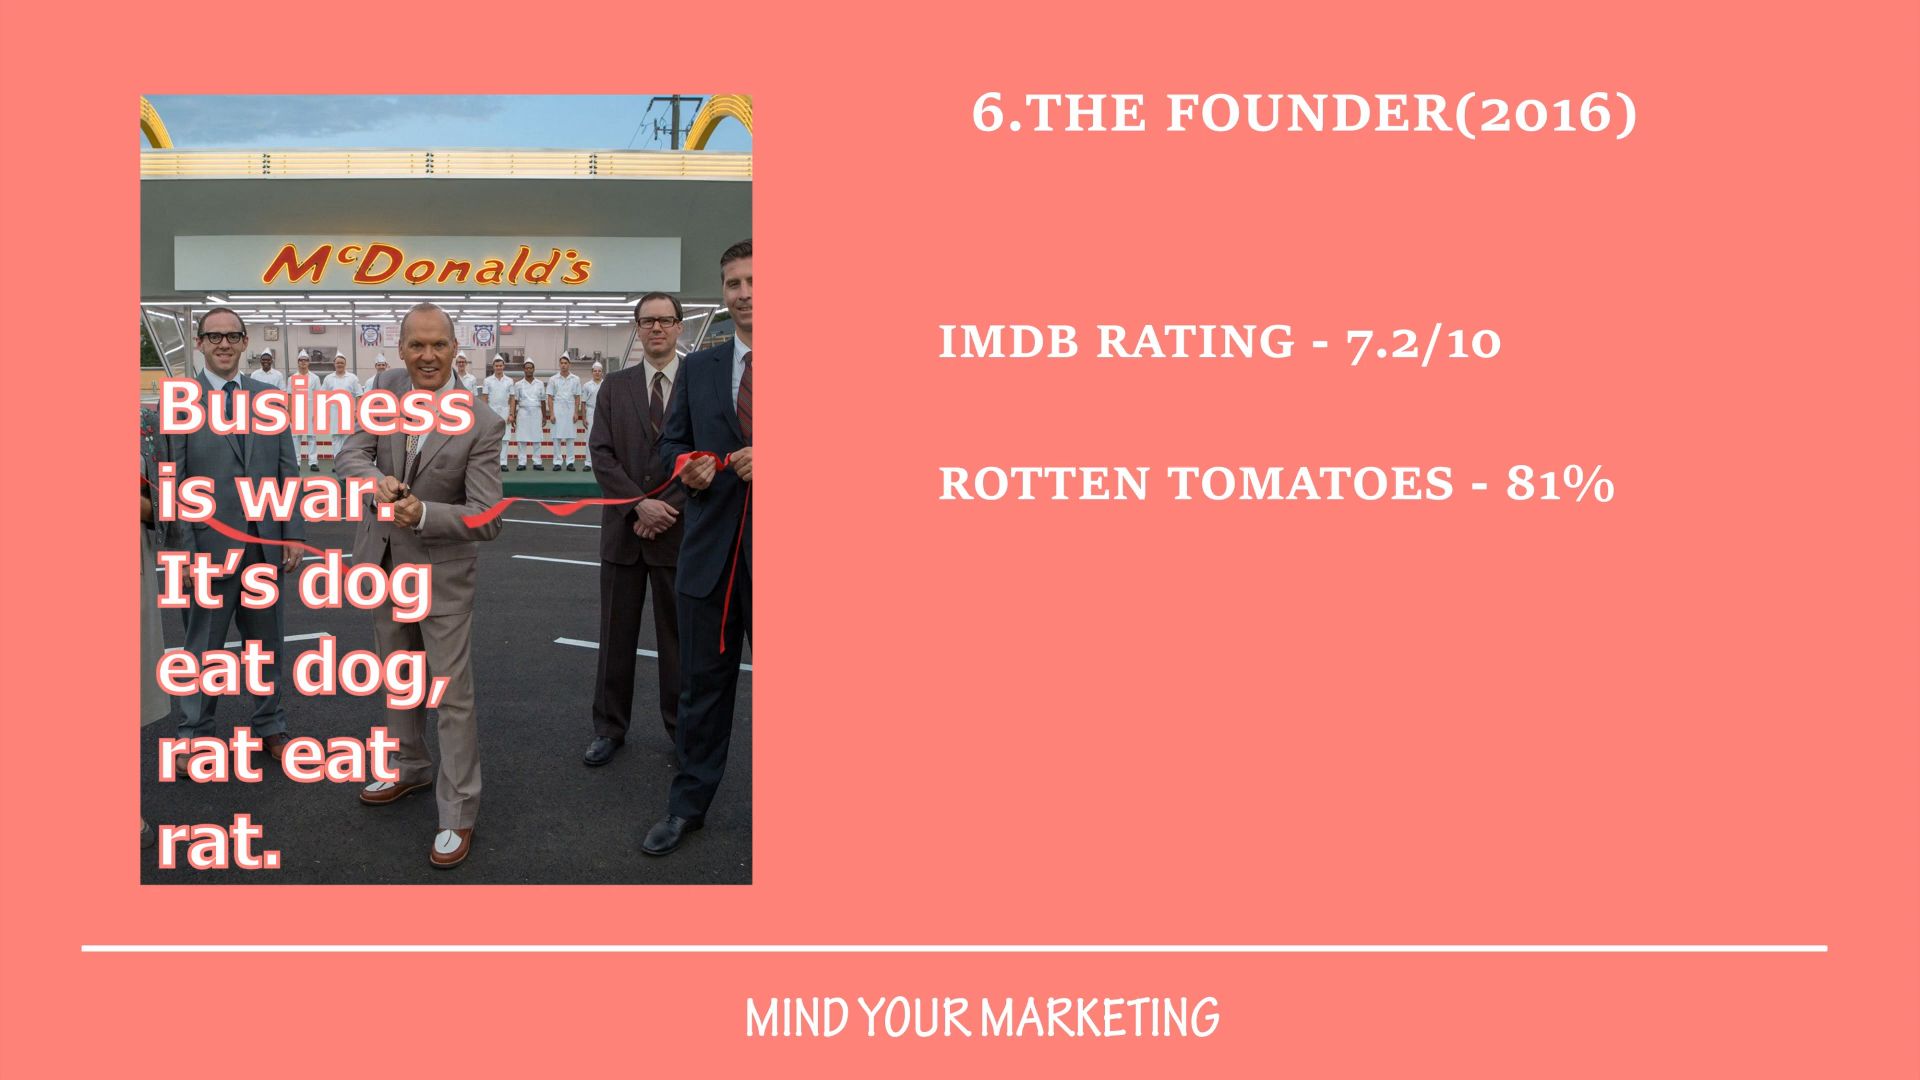 6.THE FOUNDER(2016)
McDonald's
Business
is war.
It’s dog
eat dog,
rat eat
rat.
IMDB RATING - 7.2/10
ROTTEN TOMATOES - 81%
MIND YOUR MARKETING